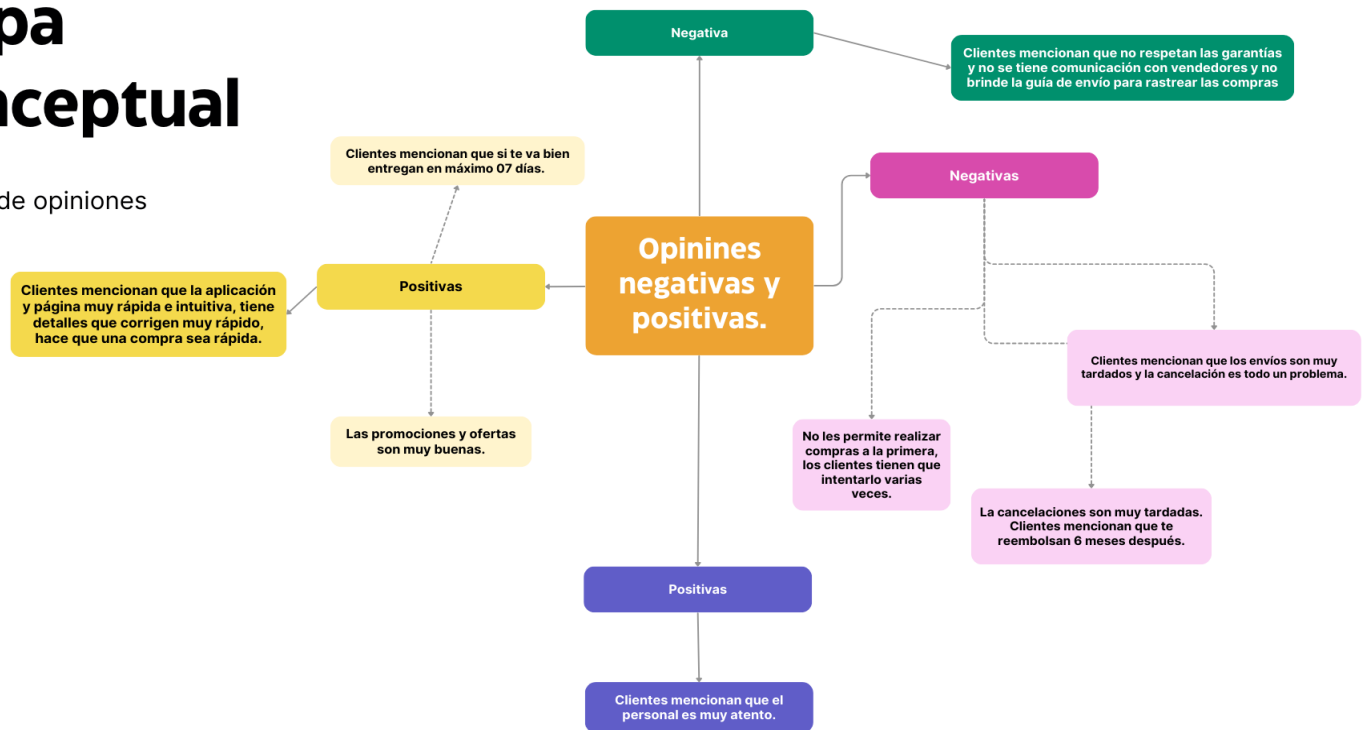 pa
nceptual
de opiniones
Negativa
Clientes mencionan que no respetan las garantías
y no se tiene comunicación con vendedores y no
brinde la guía de envío para rastrear las compras
Clientes mencionan que si te va bien
entregan en máximo 07 días.
Negativas
Opinines
negativas y
positivas.
Positivas
Clientes mencionan que la aplicación
y página muy rápida e intuitiva, tiene
detalles que corrigen muy rápido,
hace que una compra sea rápida.
Clientes mencionan que los envíos son muy
tardados y la cancelación es todo un problema.
Las promociones y ofertas
son muy buenas.
No les permite realizar
compras a la primera,
los clientes tienen que
intentarlo varias
veces.
La cancelaciones son muy tardadas.
Clientes mencionan que te
reembolsan 6 meses después.
Positivas
Clientes mencionan que el
personal es muy atento.